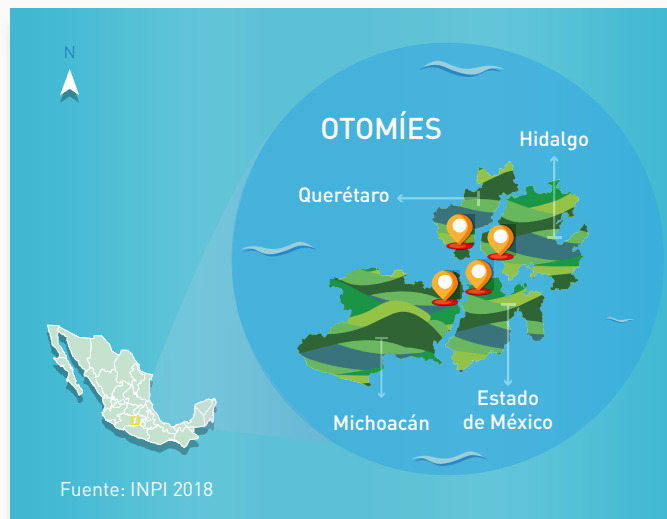 N
OTOMÍES
Hidalgo
Querétaro
Michoacán
Estado
de México
Fuente: INPI 2018